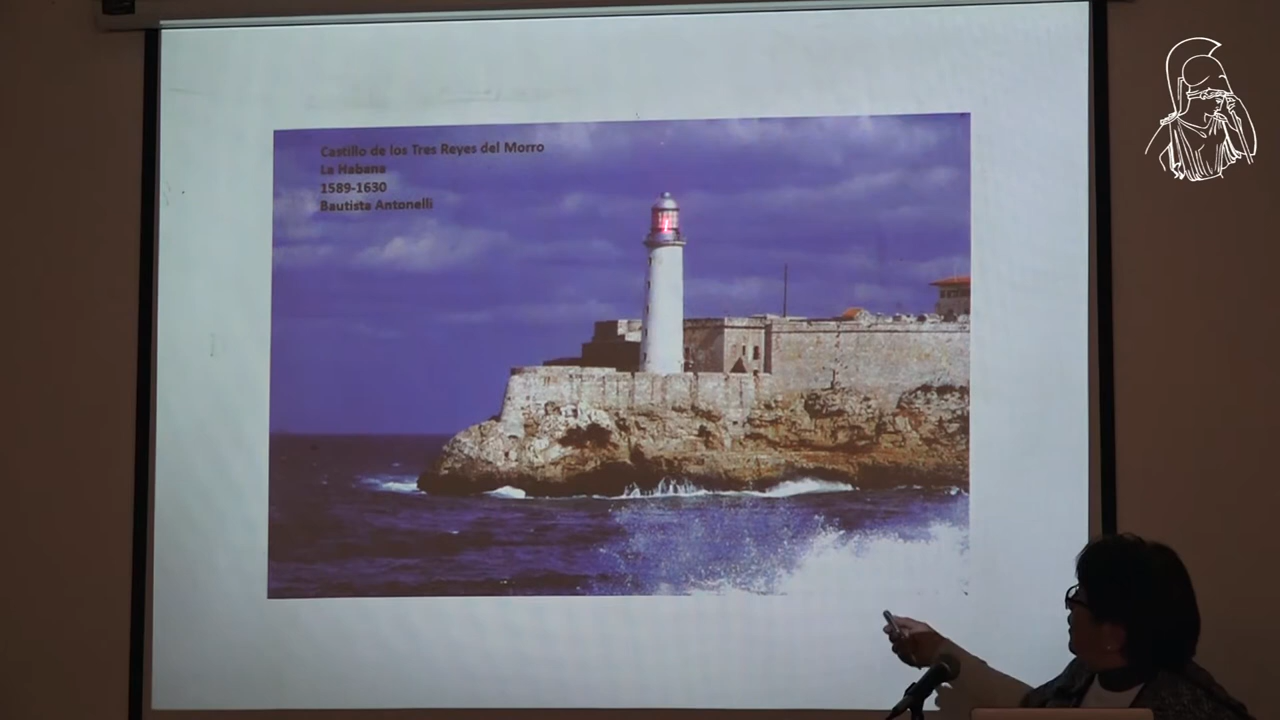 Castillo de los Tres Reyes del Morro
La Habana
1589-1630
Bautista Antonelli